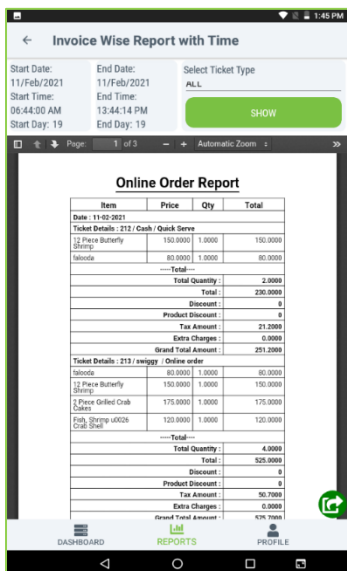 1:45 PM
Invoice Wise Report with Time
Start Date: End Date: Select Ticket Type
11/Feb/2021 11/Feb/2021 ALL
Start Time: End Time:
06:44:00 AM 13:44:14 PM SHOW
Start Day: 19 End Day: 19
Page: 1 of 3 − + Automatic Zoom
Online Order Report
Item Price Qty Total
Date : 11-02-2021
Ticket Details : 212 / Cash / Quick Serve
12 Piece Butterfly Shrimp 150.0000 1.0000 150.0000
falooda 80.0000 1.0000 80.0000
-----Total----
Total Quantity : 2.0000
Total : 230.0000
Discount : 0
Product Discount : 0
Tax Amount : 21.2000
Extra Charges : 0.0000
Grand Total Amount : 251.2000
Ticket Details : 213 / swiggy / Online order
falooda 80.0000 1.0000 80.0000
12 Piece Butterfly Shrimp 150.0000 1.0000 150.0000
2 Piece Grilled Crab Cakes 175.0000 1.0000 175.0000
Fish, Shrimp u0026 Crab Shell 120.0000 1.0000 120.0000
-----Total----
Total Quantity : 4.0000
Total : 525.0000
Discount : 0
Product Discount : 0
Tax Amount : 50.7000
Extra Charges : 0.0000
Grand Total Amount : 575.7000
DASHBOARD REPORTS PROFILE